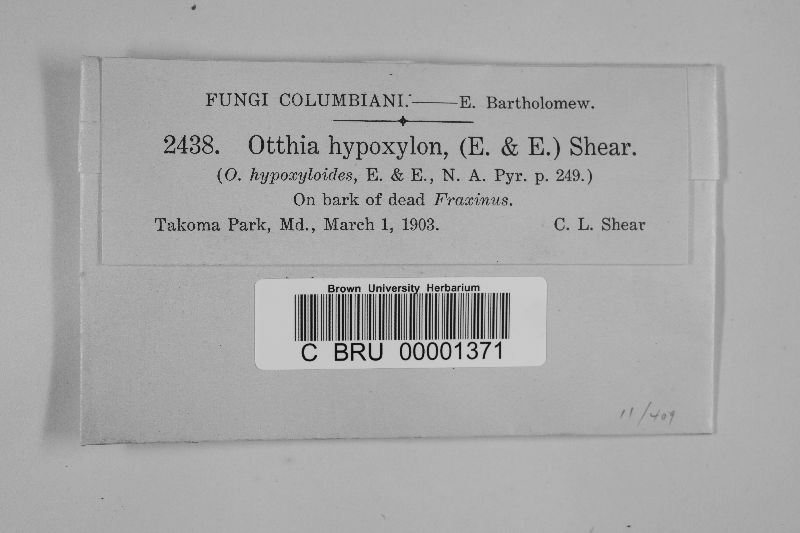 FUNGI COLUMBIANI.—E. Bartholomew.
2438. Otthia hypoxylon, (E. & E.) Shear.
(O. hypoxyloides, E. & E., N. A. Pyr. p. 249.)
On bark of dead Fraxinus.
Takoma Park, Md., March 1, 1903. C. L. Shear
Brown University Herbarium
C BRU 00001371
11/409